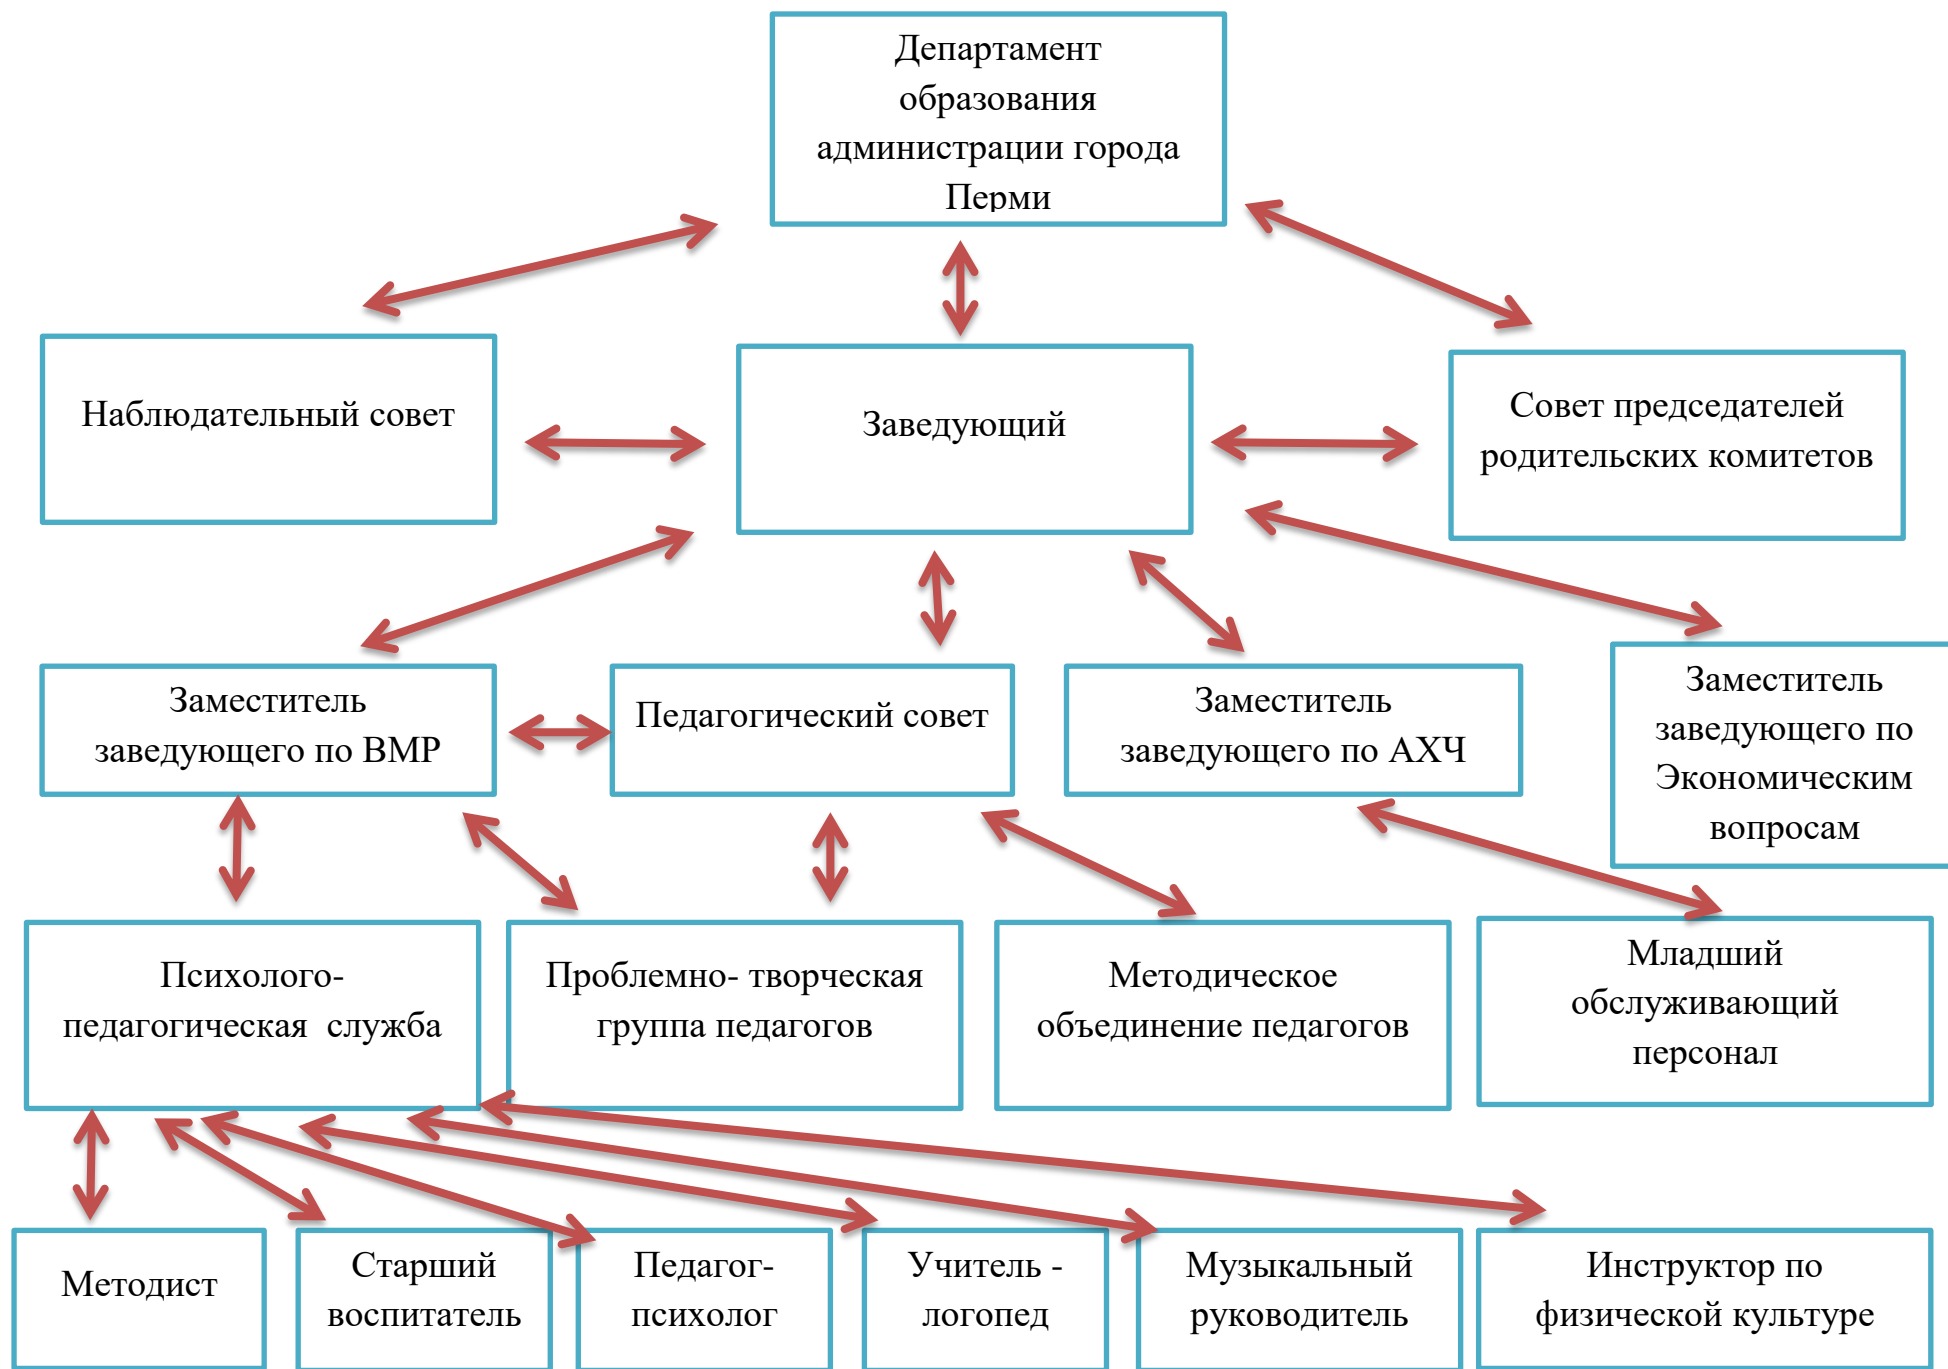 Департамент
образования
администрации города
Перми
Наблюдательный совет
Заведующий
Совет председателей
родительских комитетов
Заместитель
заведующего по ВМР
Педагогический совет
Заместитель
заведующего по АХЧ
Заместитель
заведующего по
Экономическим
вопросам
Психолого-
педагогическая служба
Проблемно- творческая
группа педагогов
Методическое
объединение педагогов
Младший
обслуживающий
персонал
Методист
Старший
воспитатель
Педагог-
психолог
Учитель -
логопед
Музыкальный
руководитель
Инструктор по
физической культуре